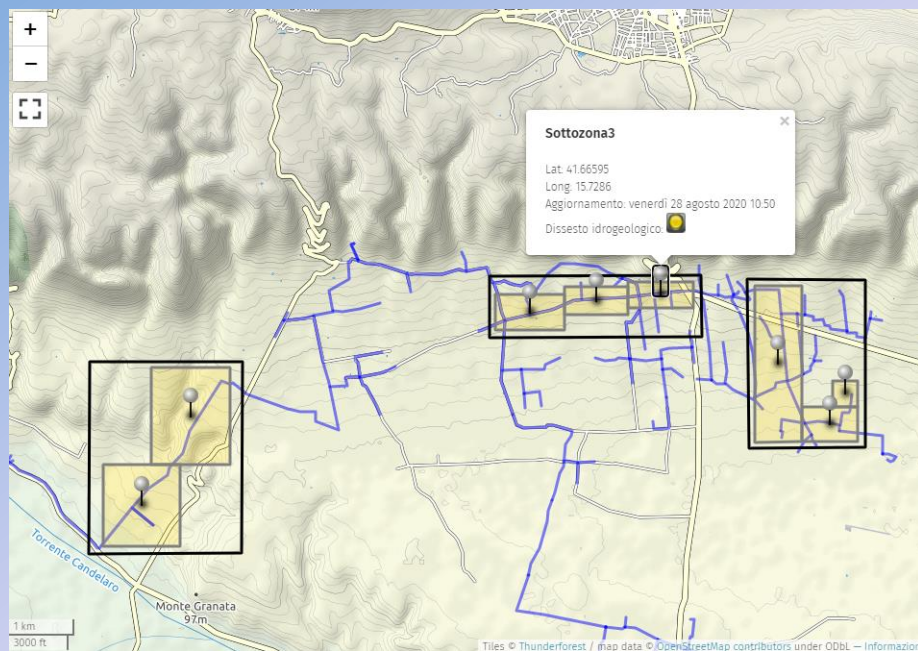 +
−
Sottozona3
×
Lat: 41.66595
Long: 15.7286
Aggiornamento: venerdì 28 agosto 2020 10:50
Dissesto idrogeologico:
Torrente Candelaro
Monte Granata
97m
1 km
3000 ft
Tiles © Thunderforest / map data © OpenStreetMap contributors under ODbL — Informazio